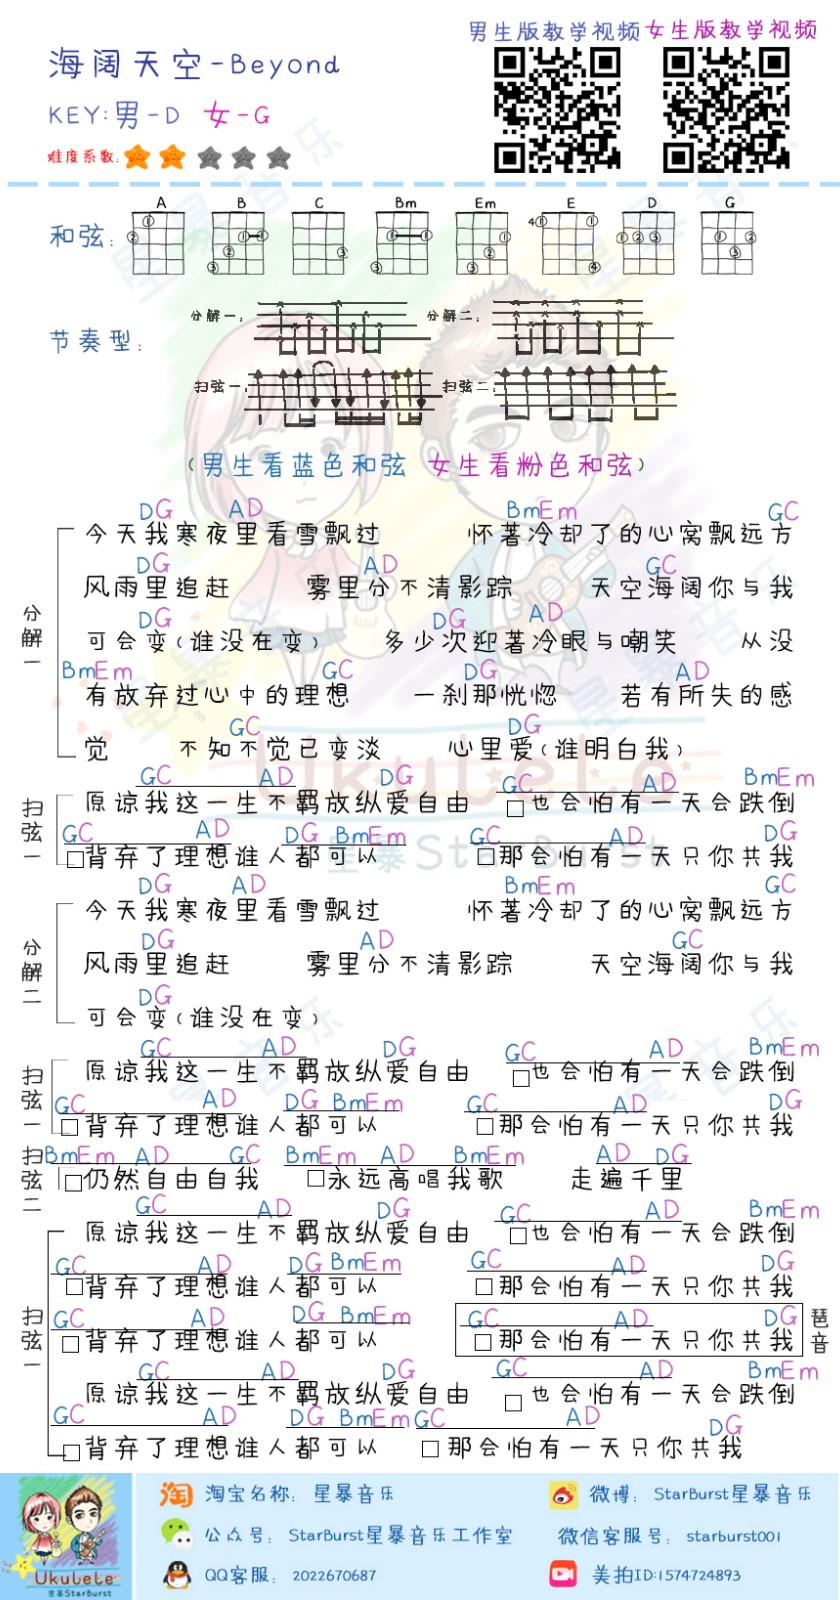 男生版教学视频 女生版教学视频
海阔天空-Beyond
KEY:男-D 女-G
难度系数:
A B C Bm Em E D G
和弦:
4
节奏型:
分解一: 分解二:
扫弦一: 扫弦二:
(男生看蓝色和弦 女生看粉色和弦)
DG AD BmEm GC
今天我寒夜里看雪飘过 怀著冷却了的心窝飘远方
DG AD GC
风雨里追赶 雾里分不清影踪 天空海阔你与我
分解一
DG DG AD
可会变(谁没在变) 多少次迎著冷眼与嘲笑 从没
BmEm GC DG AD
有放弃过心中的理想 一刹那恍惚 若有所失的感
GC DG
觉 不知不觉已变淡 心里爱(谁明白我)
GC AD DG GC AD BmEm
扫弦一
原谅我这一生不羁放纵爱自由 □也会怕有一天会跌倒
GC AD DG BmEm GC AD DG
□背弃了理想谁人都可以 □那会怕有一天只你共我
DG AD BmEm GC
今天我寒夜里看雪飘过 怀著冷却了的心窝飘远方
DG AD GC
分解二
风雨里追赶 雾里分不清影踪 天空海阔你与我
DG
可会变(谁没在变)
GC AD DG GC AD BmEm
扫弦一
原谅我这一生不羁放纵爱自由 □也会怕有一天会跌倒
GC AD DG BmEm GC AD DG
□背弃了理想谁人都可以 □那会怕有一天只你共我
BmEm AD GC BmEm AD BmEm AD DG
扫弦二
□仍然自由自我 □永远高唱我歌 走遍千里
GC AD DG GC AD BmEm
原谅我这一生不羁放纵爱自由 □也会怕有一天会跌倒
GC AD DG BmEm GC AD DG
□背弃了理想谁人都可以 □那会怕有一天只你共我
扫弦一
GC AD DG BmEm GC AD DG
□背弃了理想谁人都可以 □那会怕有一天只你共我 琶音
GC AD DG GC AD BmEm
原谅我这一生不羁放纵爱自由 □也会怕有一天会跌倒
GC AD DG BmEm GC AD DG
□背弃了理想谁人都可以 □那会怕有一天只你共我
淘 淘宝名称: 星暴音乐 微博: StarBurst星暴音乐
公众号: StarBurst星暴音乐工作室 微信客服号: starburst001
QQ客服: 2022670687 美拍ID:1574724893
Ukulele
星暴StarBurst